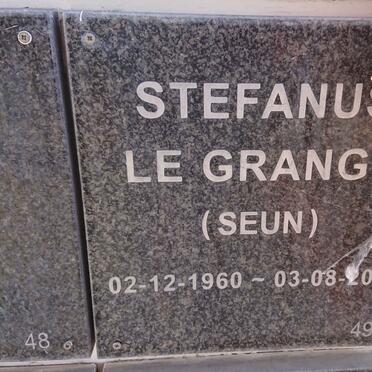 STEFANUS
LE GRANG
(SEUN)
02-12-1960 ~ 03-08-20
48
49